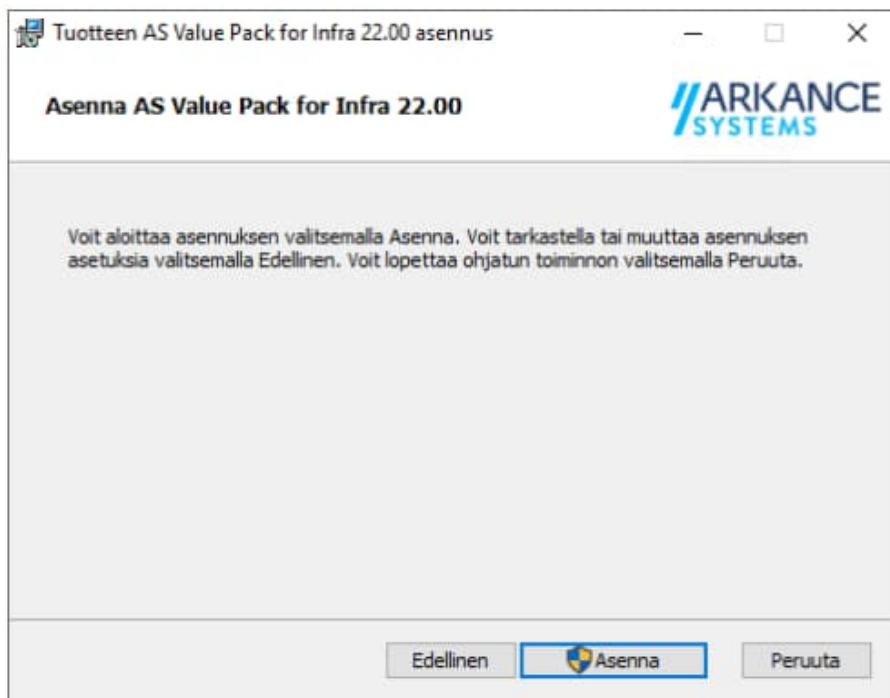 Tuotteen AS Value Pack for Infra 22.00 asennus
Asenna AS Value Pack for Infra 22.00
ARKANCE
SYSTEMS
Voit aloittaa asennuksen valitsemalla Asenna. Voit tarkastella tai muuttaa asennuksen
asetuksia valitsemalla Edellinen. Voit lopettaa ohjatun toiminnon valitsemalla Peruuta.
Edellinen Asenna Peruuta